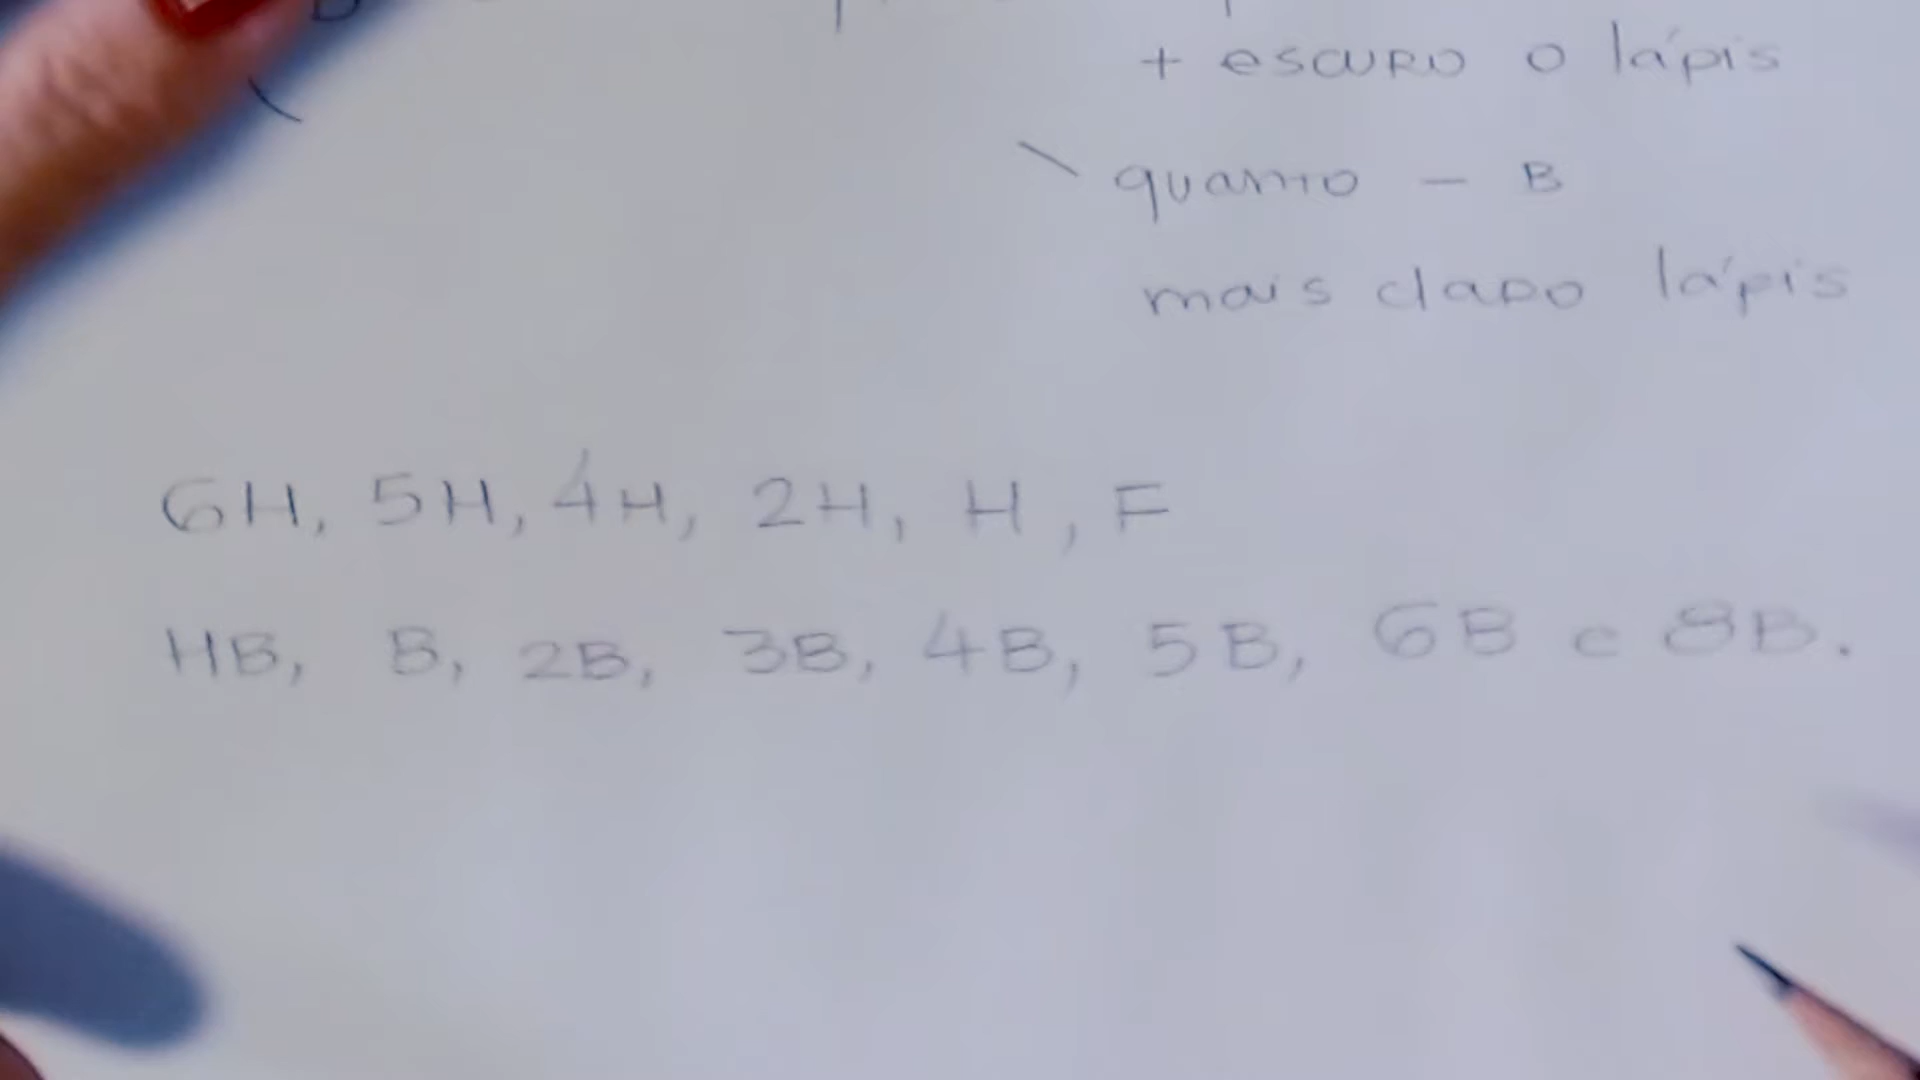 + escuro o lápis
quanto - B
mais claro lápis
6H, 5H, 4H, 2H, H, F
HB, B, 2B, 3B, 4B, 5B, 6B e 8B.